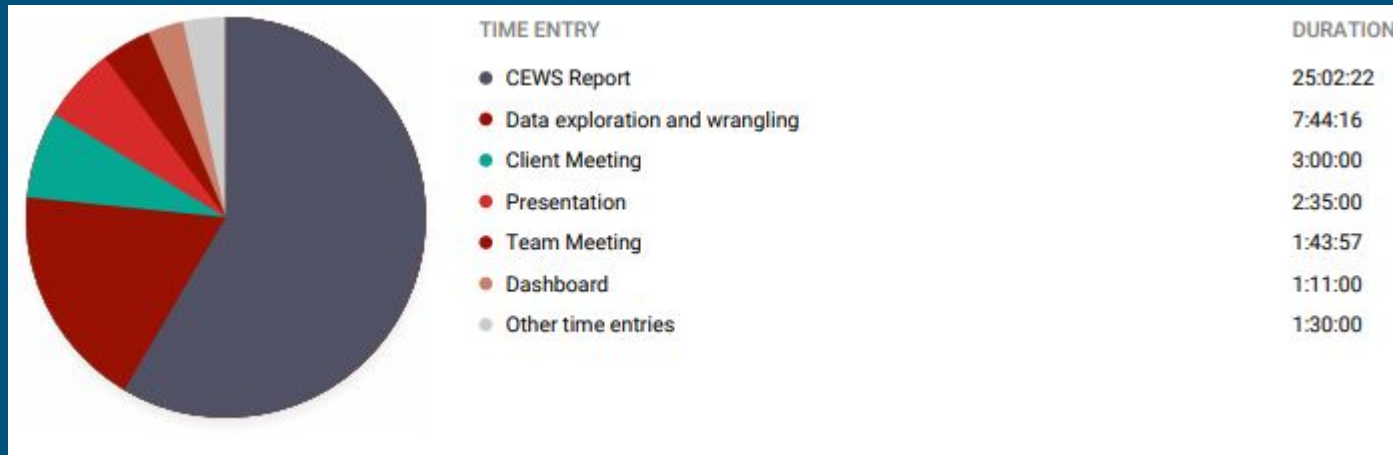 TIME ENTRY DURATION
CEWS Report 25:02:22
Data exploration and wrangling 7:44:16
Client Meeting 3:00:00
Presentation 2:35:00
Team Meeting 1:43:57
Dashboard 1:11:00
Other time entries 1:30:00